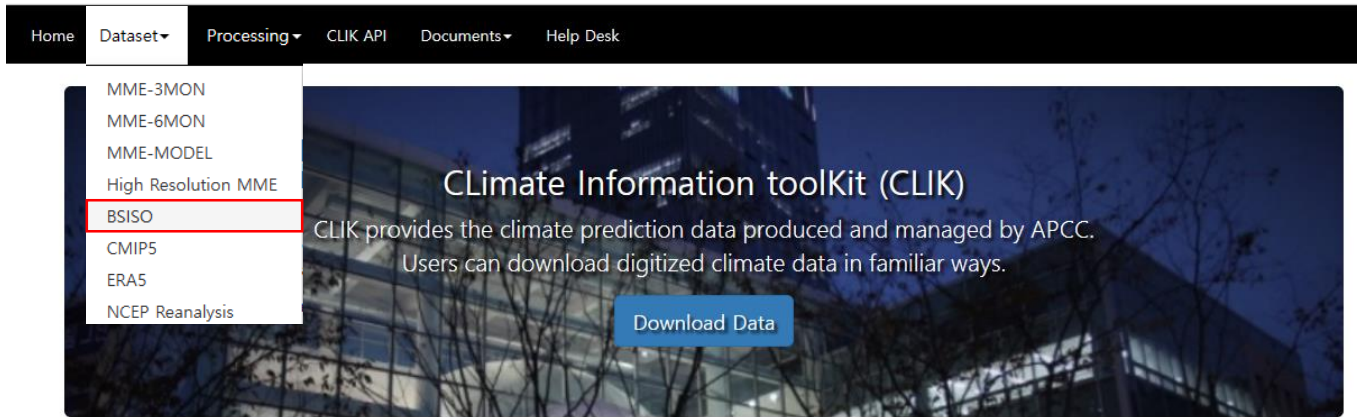 Home Dataset Processing CLIK API Documents Help Desk
MME-3MON
MME-6MON
MME-MODEL
High Resolution MME
BSISO
CMIP5
ERA5
NCEP Reanalysis
CLimate Information toolKit (CLIK)
CLIK provides the climate prediction data produced and managed by APCC.
Users can download digitized climate data in familiar ways.
Download Data